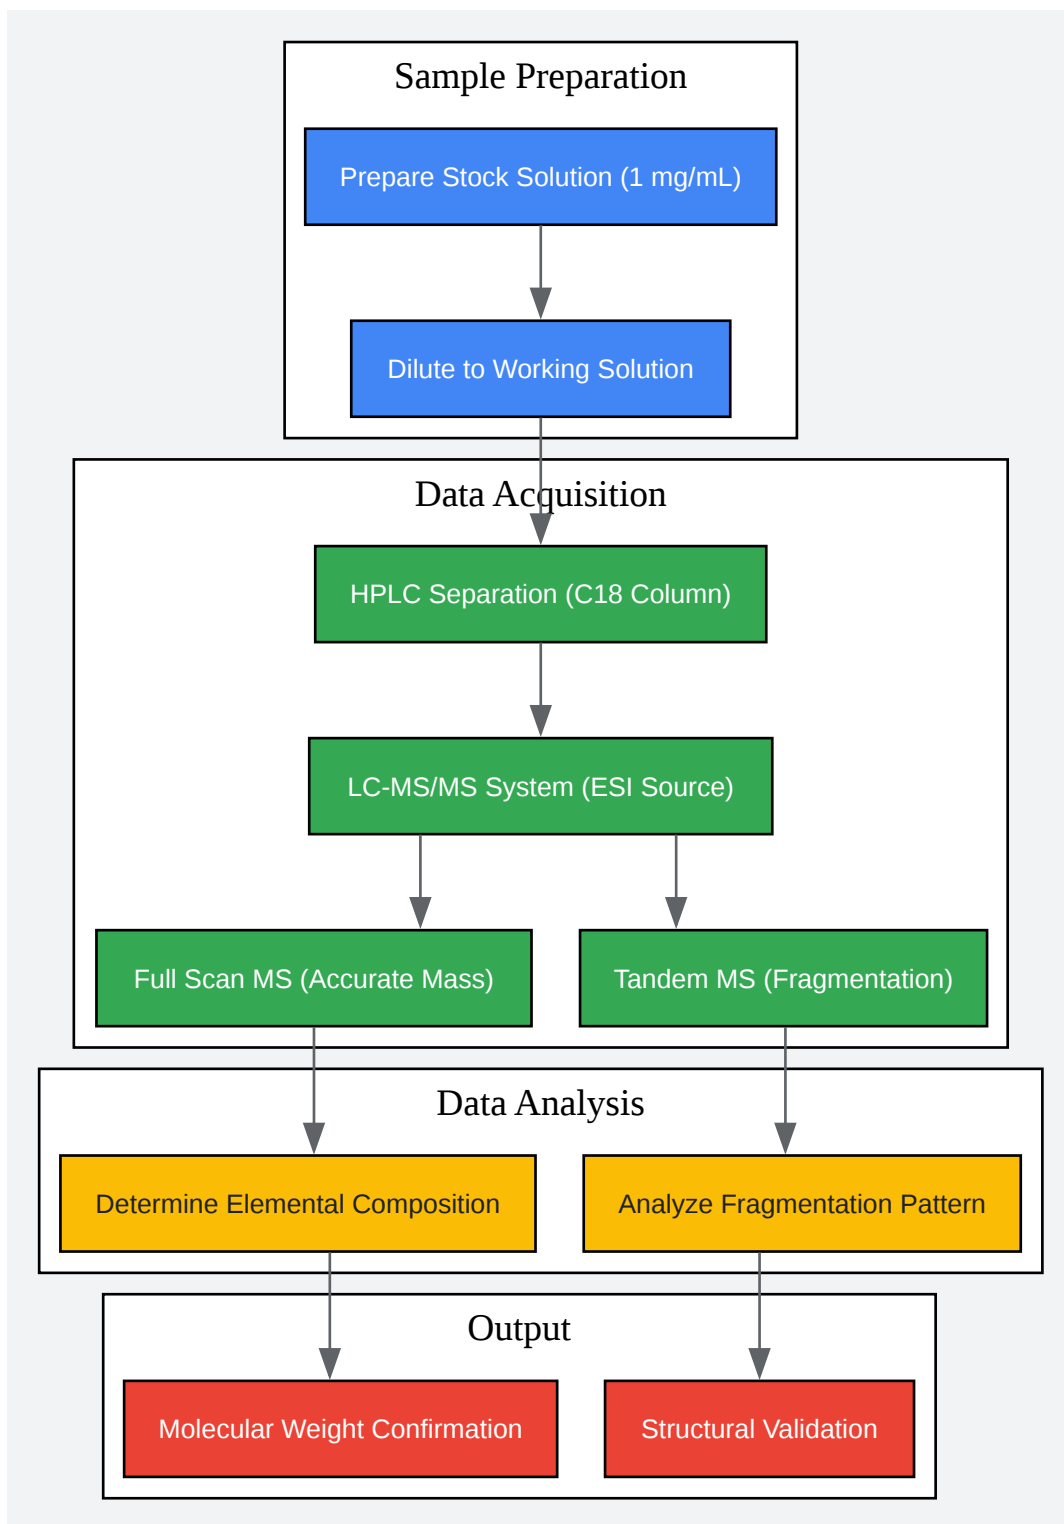 Sample Preparation
Prepare Stock Solution (1 mg/mL)
Dilute to Working Solution
Data Acquisition
HPLC Separation (C18 Column)
LC-MS/MS System (ESI Source)
Full Scan MS (Accurate Mass)
Tandem MS (Fragmentation)
Data Analysis
Determine Elemental Composition
Analyze Fragmentation Pattern
Output
Molecular Weight Confirmation
Structural Validation